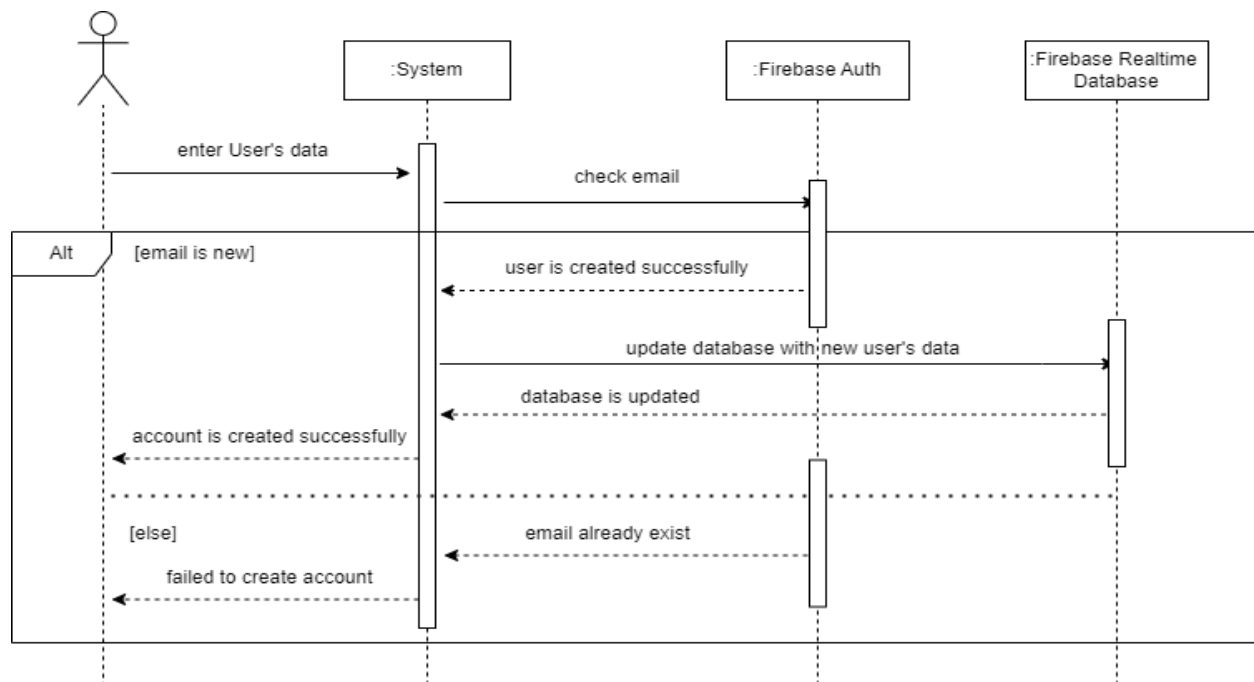 :System
:Firebase Auth
:Firebase Realtime
Database
enter User's data
check email
Alt
[email is new]
user is created successfully
update database with new user's data
database is updated
account is created successfully
[else]
email already exist
failed to create account